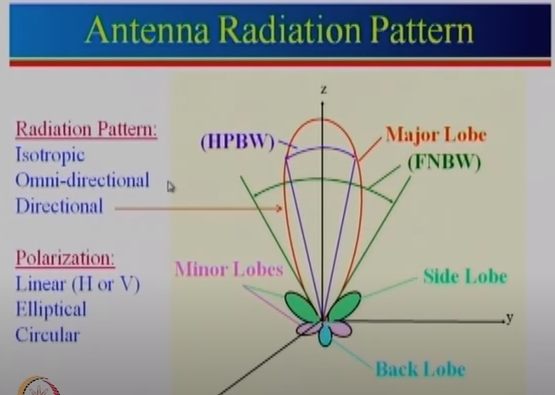 Antenna Radiation Pattern
Radiation Pattern:
Isotropic
Omni-directional
Directional
Polarization:
Linear (H or V)
Elliptical
Circular
z
(HPBW)
Major Lobe
(FNBW)
Minor Lobes
Side Lobe
y
Back Lobe